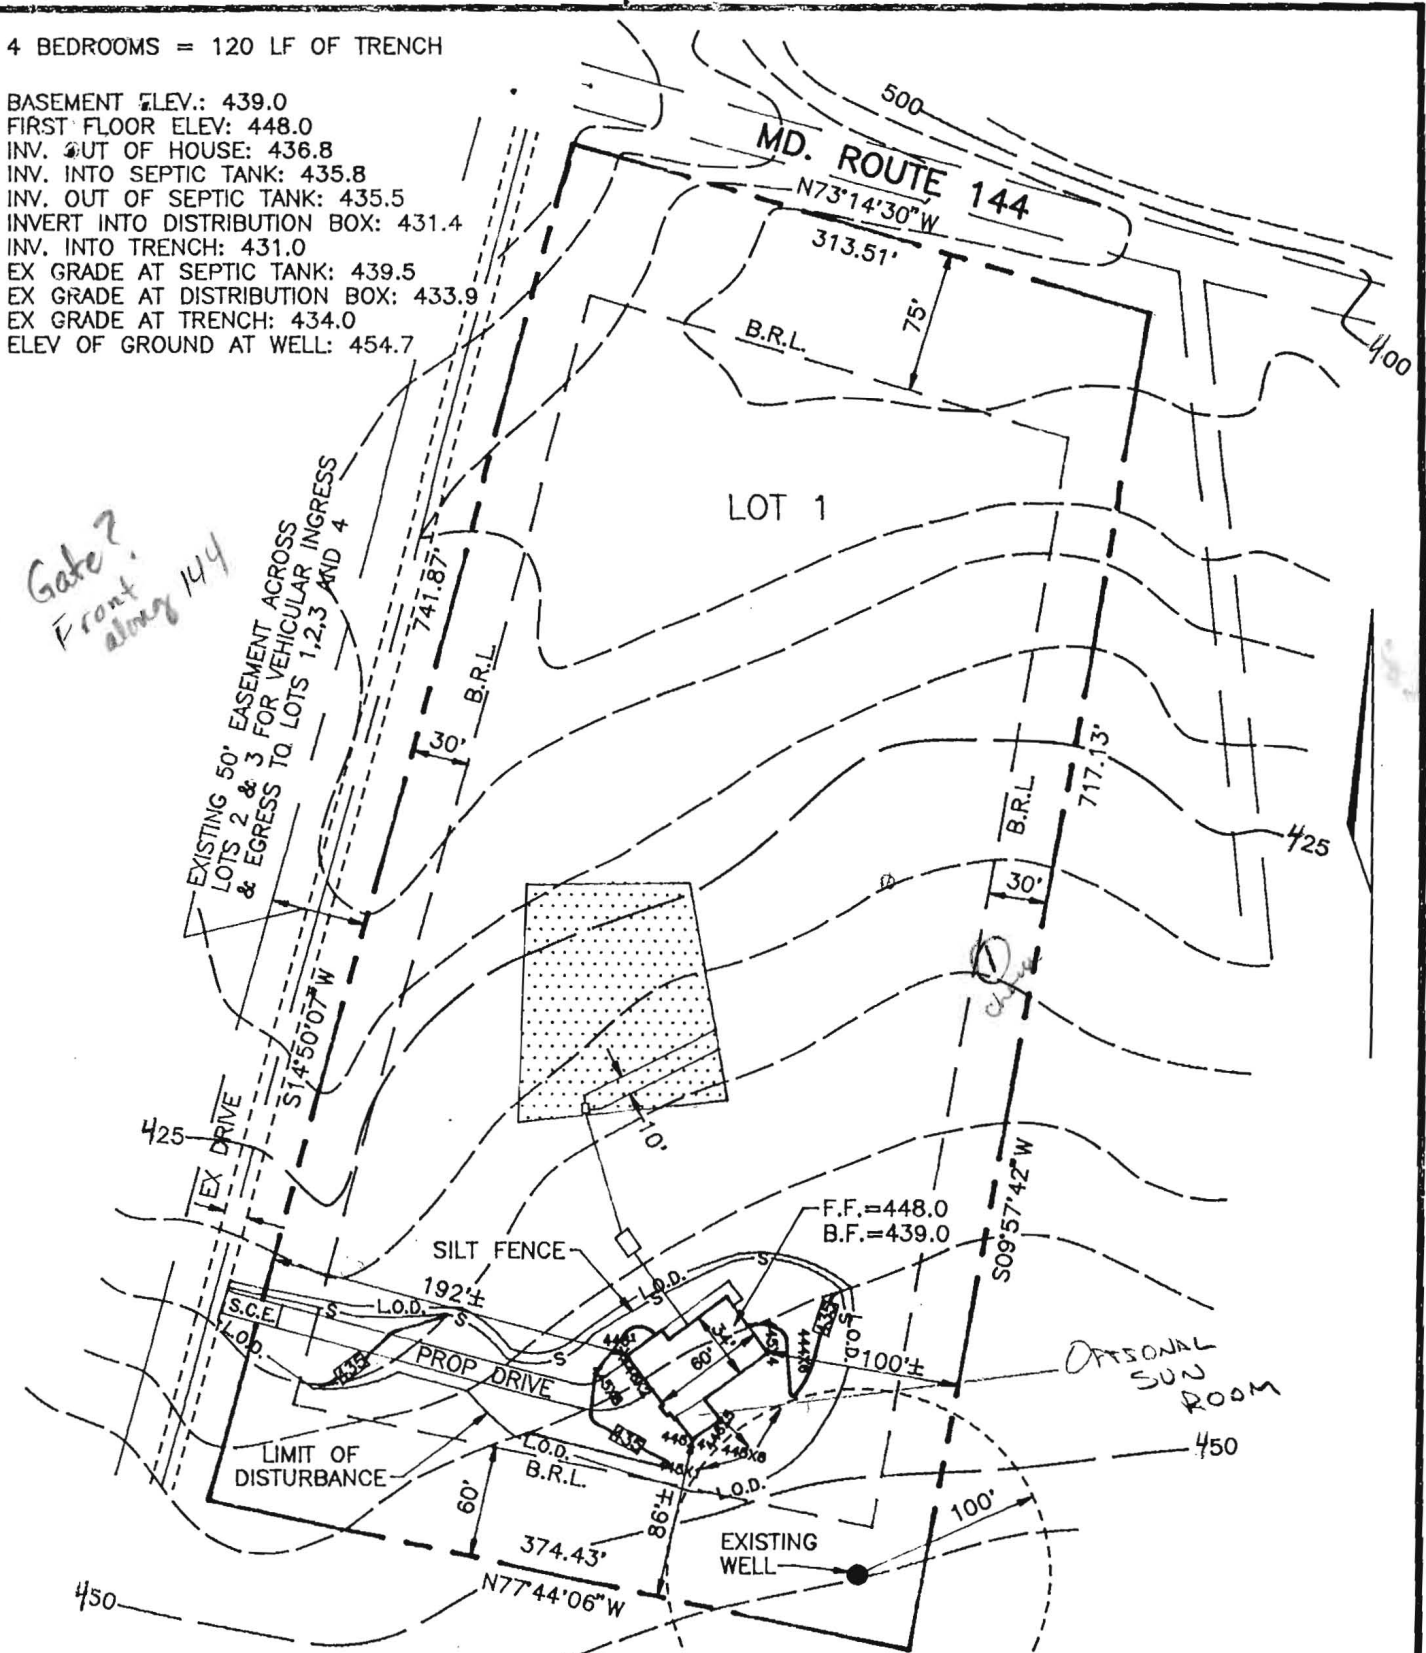 4 BEDROOMS = 120 LF OF TRENCH
BASEMENT ELEV.: 439.0
FIRST FLOOR ELEV: 448.0
INV. OUT OF HOUSE: 436.8
INV. INTO SEPTIC TANK: 435.8
INV. OUT OF SEPTIC TANK: 435.5
INVERT INTO DISTRIBUTION BOX: 431.4
INV. INTO TRENCH: 431.0
EX GRADE AT SEPTIC TANK: 439.5
EX GRADE AT DISTRIBUTION BOX: 433.9
EX GRADE AT TRENCH: 434.0
ELEV OF GROUND AT WELL: 454.7
500
MD. ROUTE 144
N73°14'30"W
313.51'
75'
B.R.L.
400
LOT 1
Gate?
Front
along 144
EXISTING 50' EASEMENT ACROSS
LOTS 2 & 3 FOR VEHICULAR INGRESS
& EGRESS TO LOTS 1,2,3 AND 4
741.87'
B.R.L.
30'
717.13'
B.R.L.
425
30'
1
S14°50'07"W
10'
425
EX DRIVE
S09°57'42"W
F.F.=448.0
B.F.=439.0
SILT FENCE
S
L.O.D.
S
192'±
S.C.E.
S
L.O.D.
S
S
L.O.D.
435
PROP DRIVE
34'
60'
435
S
L.O.D.
100'±
OPTIONAL
SUN
ROOM
435
LIMIT OF
DISTURBANCE
L.O.D.
B.R.L.
L.O.D.
450
60'
86'±
100'
374.43'
N77°44'06"W
EXISTING
WELL
450